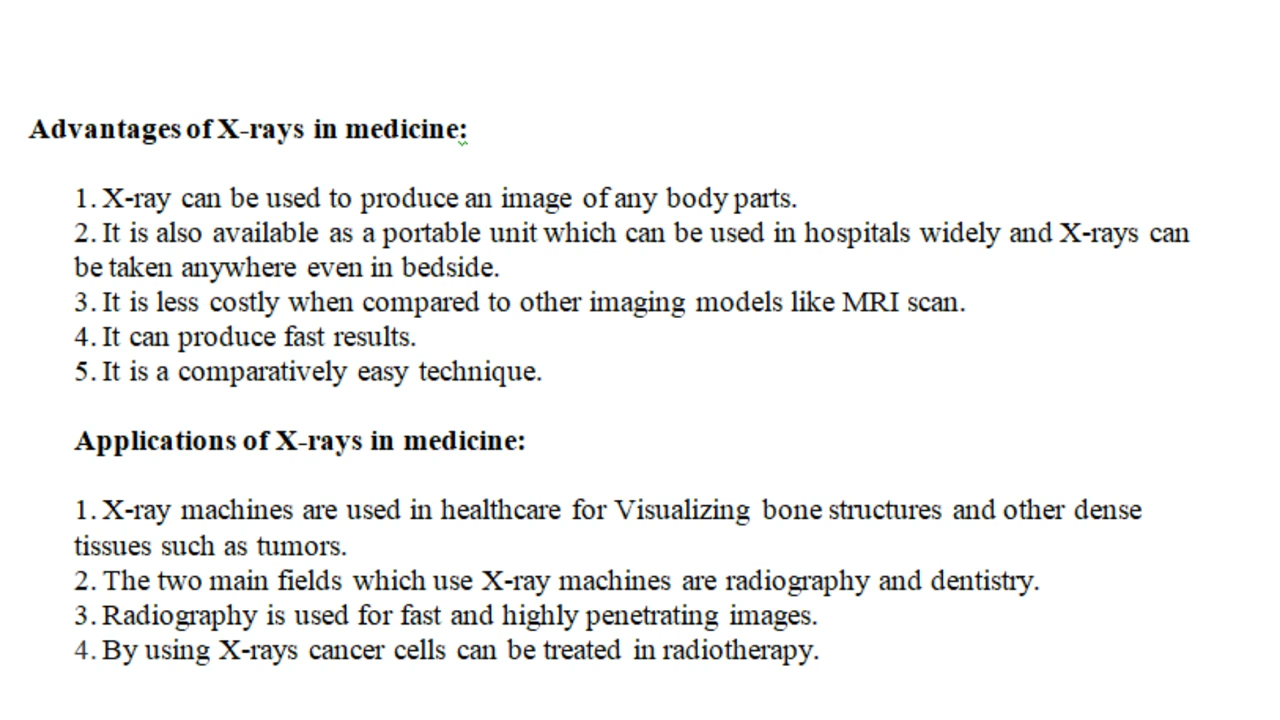 Advantages of X-rays in medicine:
1. X-ray can be used to produce an image of any body parts.
2. It is also available as a portable unit which can be used in hospitals widely and X-rays can
be taken anywhere even in bedside.
3. It is less costly when compared to other imaging models like MRI scan.
4. It can produce fast results.
5. It is a comparatively easy technique.
Applications of X-rays in medicine:
1. X-ray machines are used in healthcare for Visualizing bone structures and other dense
tissues such as tumors.
2. The two main fields which use X-ray machines are radiography and dentistry.
3. Radiography is used for fast and highly penetrating images.
4. By using X-rays cancer cells can be treated in radiotherapy.